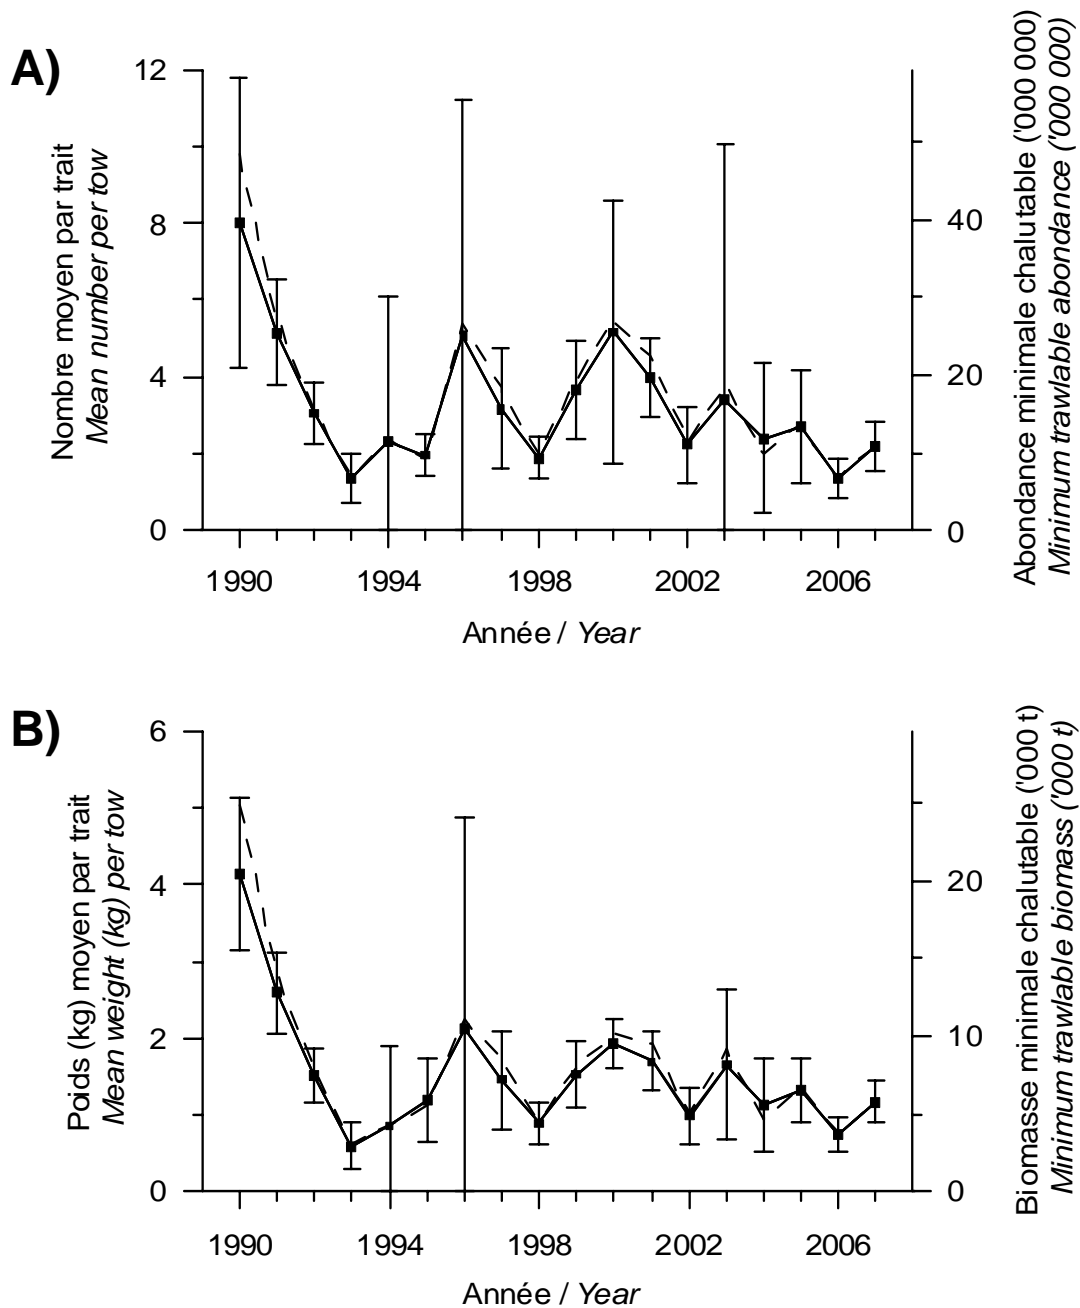 A)
Nombre moyen par trait
Mean number per tow
12
8
4
0
40
20
0
Abondance minimale chalutable ('000 000)
Minimum trawlable abondance ('000 000)
1990 1994 1998 2002 2006
Année / Year
B)
Poids (kg) moyen par trait
Mean weight (kg) per tow
6
4
2
0
20
10
0
Biomasse minimale chalutable ('000 t)
Minimum trawlable biomass ('000 t)
1990 1994 1998 2002 2006
Année / Year